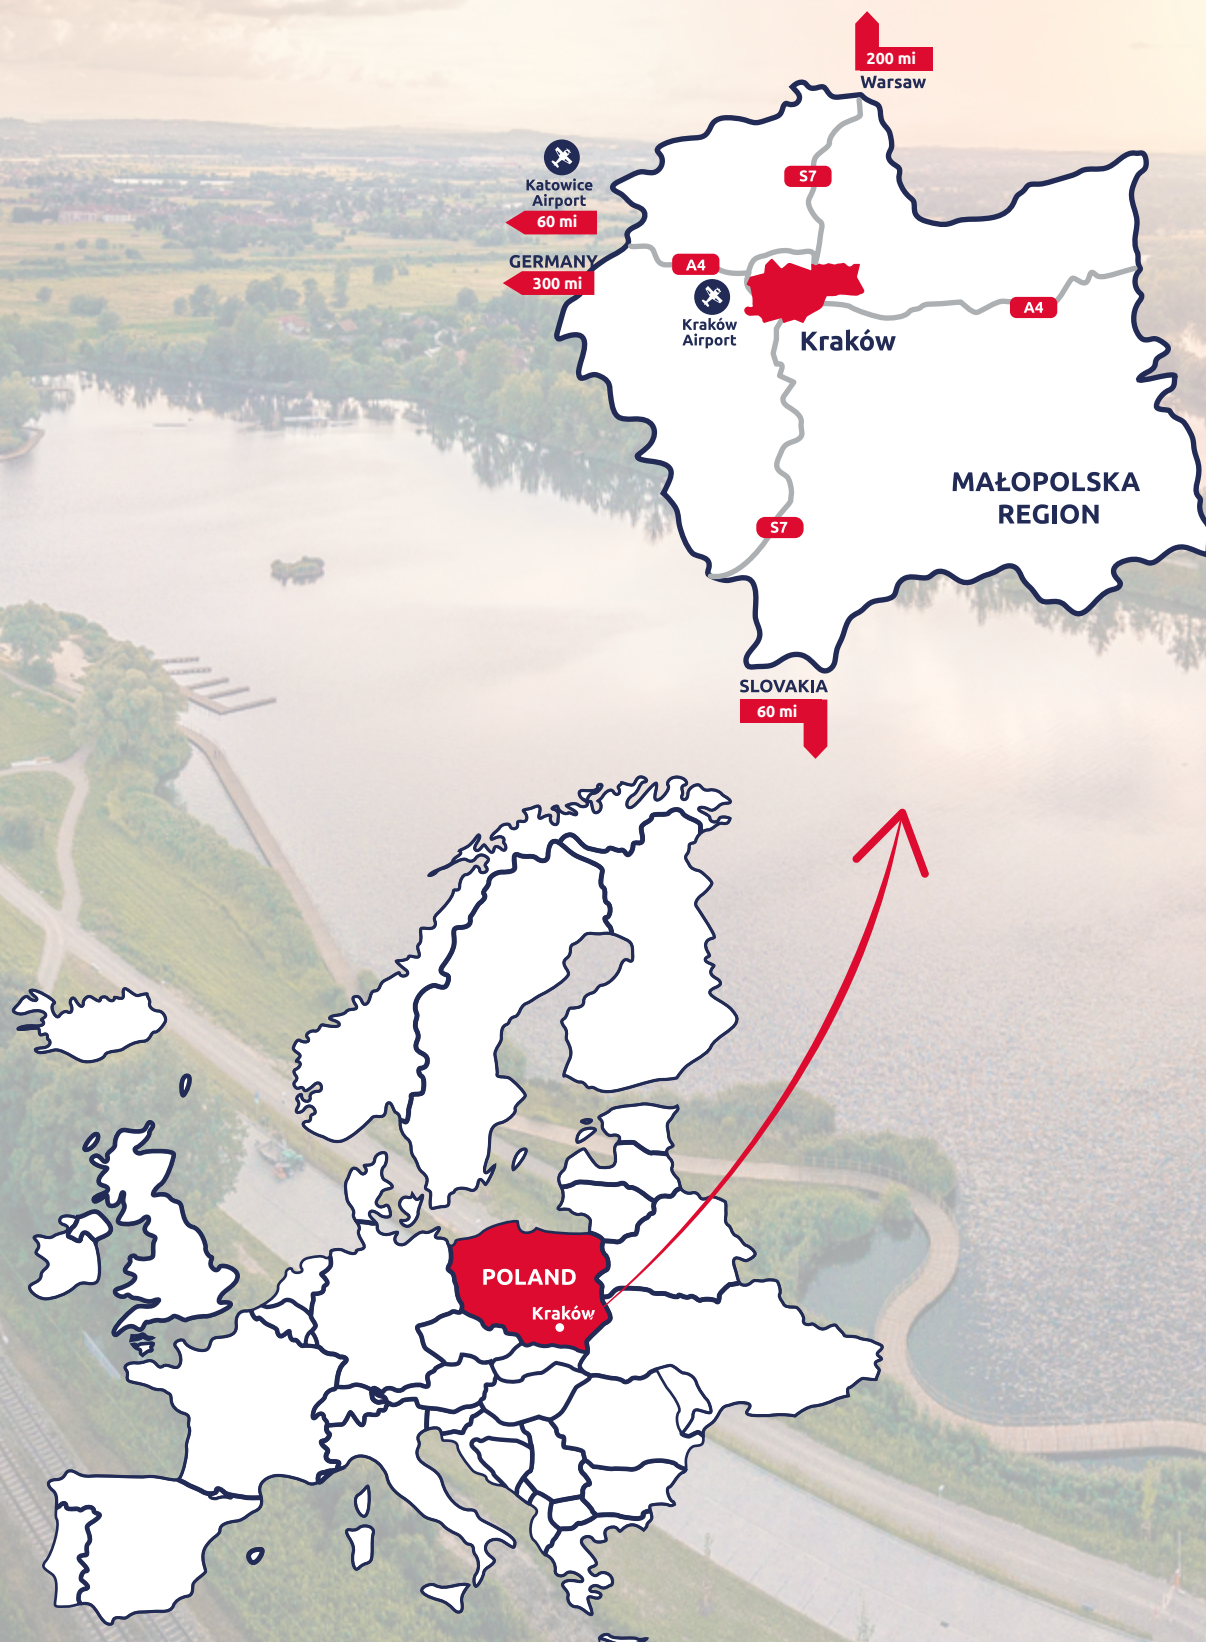 200 mi
Warsaw
Katowice
Airport
60 mi
GERMANY
300 mi
S7
A4
Kraków
Airport
Kraków
A4
MAŁOPOLSKA
REGION
S7
SLOVAKIA
60 mi
POLAND
Kraków